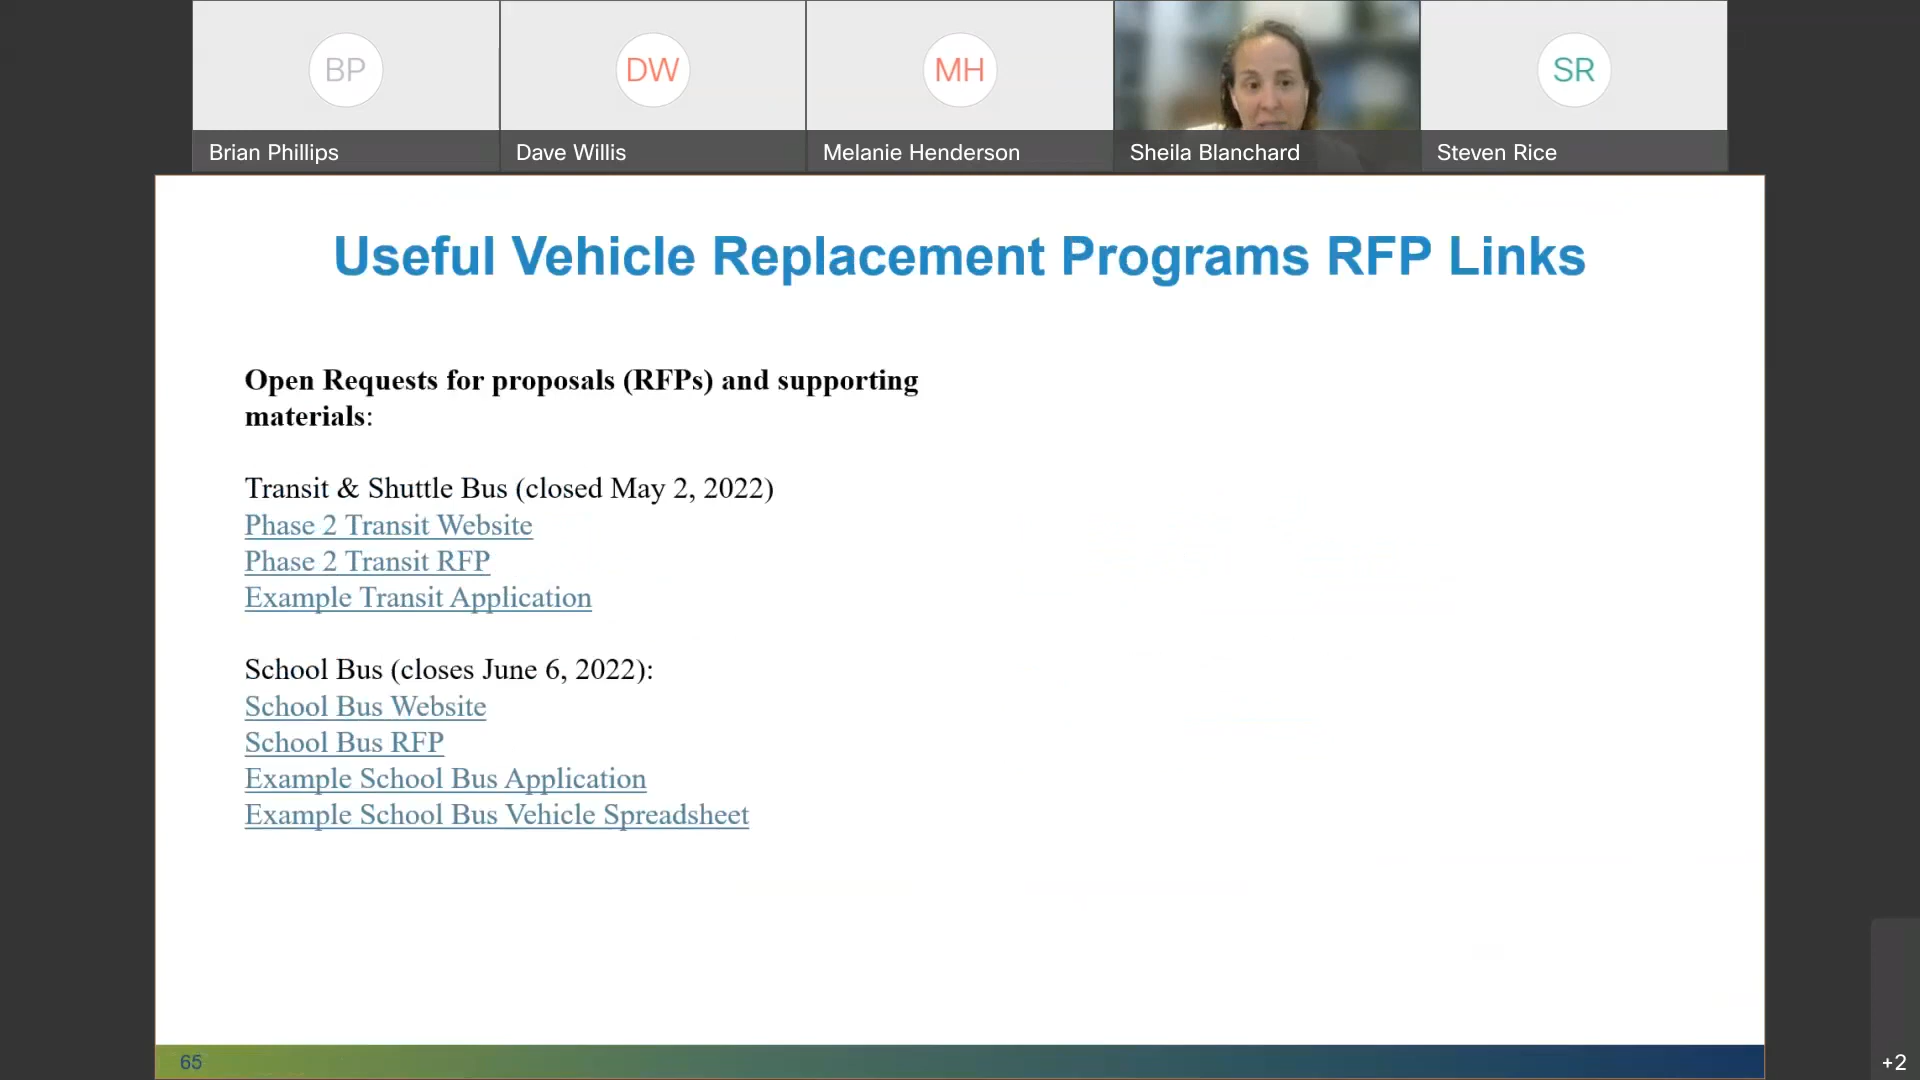 BP
DW
MH
SR
Brian Phillips
Dave Willis
Melanie Henderson
Sheila Blanchard
Steven Rice
Useful Vehicle Replacement Programs RFP Links
Open Requests for proposals (RFPs) and supporting
materials:
Transit & Shuttle Bus (closed May 2, 2022)
Phase 2 Transit Website
Phase 2 Transit RFP
Example Transit Application
School Bus (closes June 6, 2022):
School Bus Website
School Bus RFP
Example School Bus Application
Example School Bus Vehicle Spreadsheet
65
+2